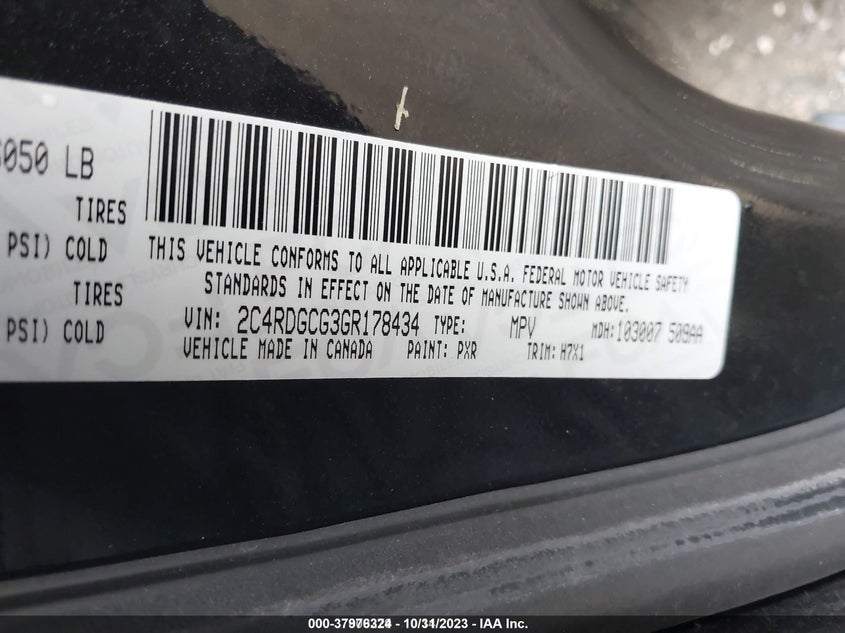 050 LB
TIRES
PSI) COLD
TIRES
PSI) COLD
THIS VEHICLE CONFORMS TO ALL APPLICABLE U.S.A. FEDERAL MOTOR VEHICLE SAFETY
STANDARDS IN EFFECT ON THE DATE OF MANUFACTURE SHOWN ABOVE.
VIN: 2C4RDGCG3GR178434 TYPE: MPV MDH:103007 509AA
VEHICLE MADE IN CANADA PAINT: PXR TRIM: H7X1
10/31/2023 - IAA Inc.